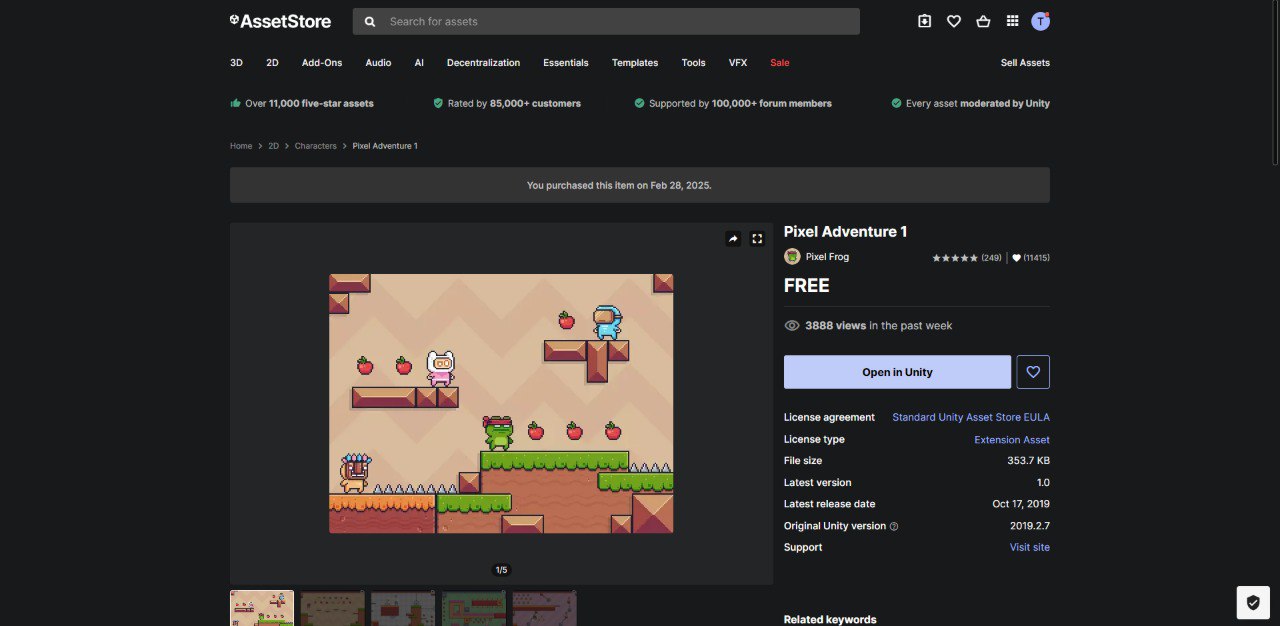 AssetStore
Search for assets
T
3D 2D Add-Ons Audio AI Decentralization Essentials Templates Tools VFX Sale Sell Assets
Over 11,000 five-star assets Rated by 85,000+ customers Supported by 100,000+ forum members Every asset moderated by Unity
Home > 2D > Characters > Pixel Adventure 1
You purchased this item on Feb 28, 2025.
Pixel Adventure 1
Pixel Frog ★★★★★ (249) | (11415)
FREE
3888 views in the past week
Open in Unity
License agreement Standard Unity Asset Store EULA
License type Extension Asset
File size 353.7 KB
Latest version 1.0
Latest release date Oct 17, 2019
Original Unity version 2019.2.7
Support Visit site
1/5
Related keywords